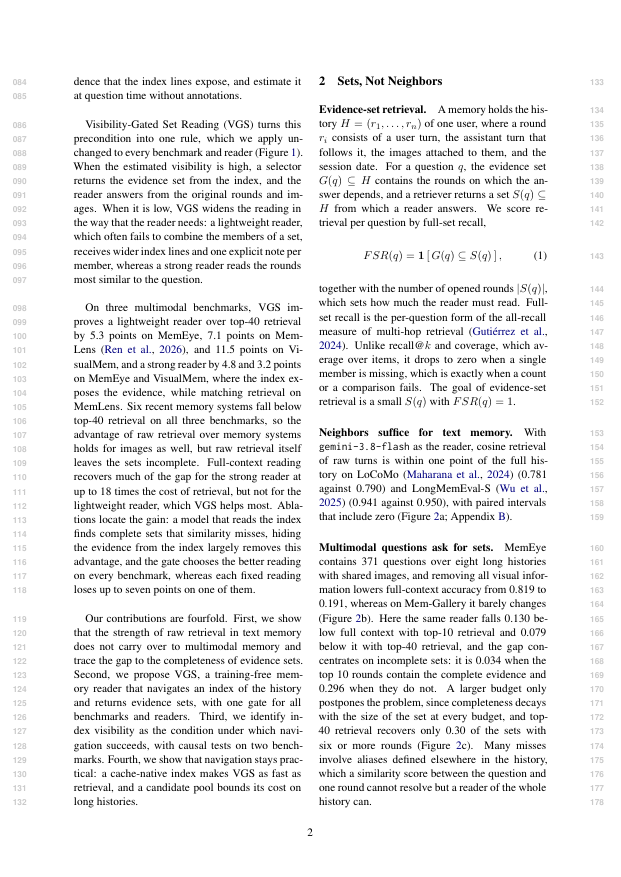 084 dence that the index lines expose, and estimate it
085 at question time without annotations.
086 Visibility-Gated Set Reading (VGS) turns this
087 precondition into one rule, which we apply un-
088 changed to every benchmark and reader (Figure 1).
089 When the estimated visibility is high, a selector
090 returns the evidence set from the index, and the
091 reader answers from the original rounds and im-
092 ages. When it is low, VGS widens the reading in
093 the way that the reader needs: a lightweight reader,
094 which often fails to combine the members of a set,
095 receives wider index lines and one explicit note per
096 member, whereas a strong reader reads the rounds
097 most similar to the question.
098 On three multimodal benchmarks, VGS im-
099 proves a lightweight reader over top-40 retrieval
100 by 5.3 points on MemEye, 7.1 points on Mem-
101 Lens (Ren et al., 2026), and 11.5 points on Vi-
102 sualMem, and a strong reader by 4.8 and 3.2 points
103 on MemEye and VisualMem, where the index ex-
104 poses the evidence, while matching retrieval on
105 MemLens. Six recent memory systems fall below
106 top-40 retrieval on all three benchmarks, so the
107 advantage of raw retrieval over memory systems
108 holds for images as well, but raw retrieval itself
109 leaves the sets incomplete. Full-context reading
110 recovers much of the gap for the strong reader at
111 up to 18 times the cost of retrieval, but not for the
112 lightweight reader, which VGS helps most. Abla-
113 tions locate the gain: a model that reads the index
114 finds complete sets that similarity misses, hiding
115 the evidence from the index largely removes this
116 advantage, and the gate chooses the better reading
117 on every benchmark, whereas each fixed reading
118 loses up to seven points on one of them.
119 Our contributions are fourfold. First, we show
120 that the strength of raw retrieval in text memory
121 does not carry over to multimodal memory and
122 trace the gap to the completeness of evidence sets.
123 Second, we propose VGS, a training-free mem-
124 ory reader that navigates an index of the history
125 and returns evidence sets, with one gate for all
126 benchmarks and readers. Third, we identify in-
127 dex visibility as the condition under which navi-
128 gation succeeds, with causal tests on two bench-
129 marks. Fourth, we show that navigation stays prac-
130 tical: a cache-native index makes VGS as fast as
131 retrieval, and a candidate pool bounds its cost on
132 long histories.
2 Sets, Not Neighbors 133
Evidence-set retrieval. A memory holds the his- 134
tory H = (r₁, . . . , rₙ) of one user, where a round 135
rᵢ consists of a user turn, the assistant turn that 136
follows it, the images attached to them, and the 137
session date. For a question q, the evidence set 138
G(q) ⊆ H contains the rounds on which the an- 139
swer depends, and a retriever returns a set S(q) ⊆ 140
H from which a reader answers. We score re- 141
trieval per question by full-set recall, 142
FSR(q) = 1 [ G(q) ⊆ S(q) ] , (1) 143
together with the number of opened rounds |S(q)|, 144
which sets how much the reader must read. Full- 145
set recall is the per-question form of the all-recall 146
measure of multi-hop retrieval (Gutiérrez et al., 147
2024). Unlike recall@k and coverage, which av- 148
erage over items, it drops to zero when a single 149
member is missing, which is exactly when a count 150
or a comparison fails. The goal of evidence-set 151
retrieval is a small S(q) with FSR(q) = 1. 152
Neighbors suffice for text memory. With 153
gemini-3.8-flash as the reader, cosine retrieval 154
of raw turns is within one point of the full his- 155
tory on LoCoMo (Maharana et al., 2024) (0.781 156
against 0.790) and LongMemEval-S (Wu et al., 157
2025) (0.941 against 0.950), with paired intervals 158
that include zero (Figure 2a; Appendix B). 159
Multimodal questions ask for sets. MemEye 160
contains 371 questions over eight long histories 161
with shared images, and removing all visual infor- 162
mation lowers full-context accuracy from 0.819 to 163
0.191, whereas on Mem-Gallery it barely changes 164
(Figure 2b). Here the same reader falls 0.130 be- 165
low full context with top-10 retrieval and 0.079 166
below it with top-40 retrieval, and the gap con- 167
centrates on incomplete sets: it is 0.034 when the 168
top 10 rounds contain the complete evidence and 169
0.296 when they do not. A larger budget only 170
postpones the problem, since completeness decays 171
with the size of the set at every budget, and top- 172
40 retrieval recovers only 0.30 of the sets with 173
six or more rounds (Figure 2c). Many misses 174
involve aliases defined elsewhere in the history, 175
which a similarity score between the question and 176
one round cannot resolve but a reader of the whole 177
history can. 178
2